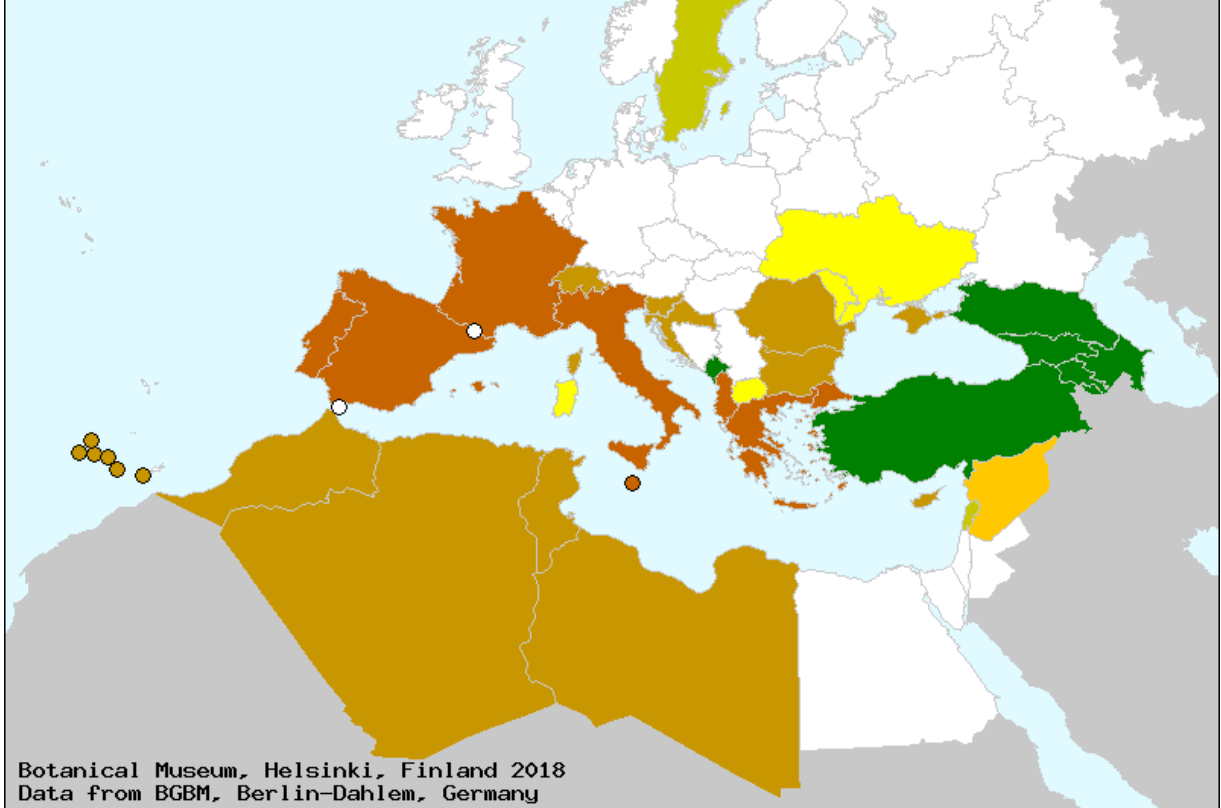 Botanical Museum, Helsinki, Finland 2018
Data from BGBM, Berlin-Dahlem, Germany